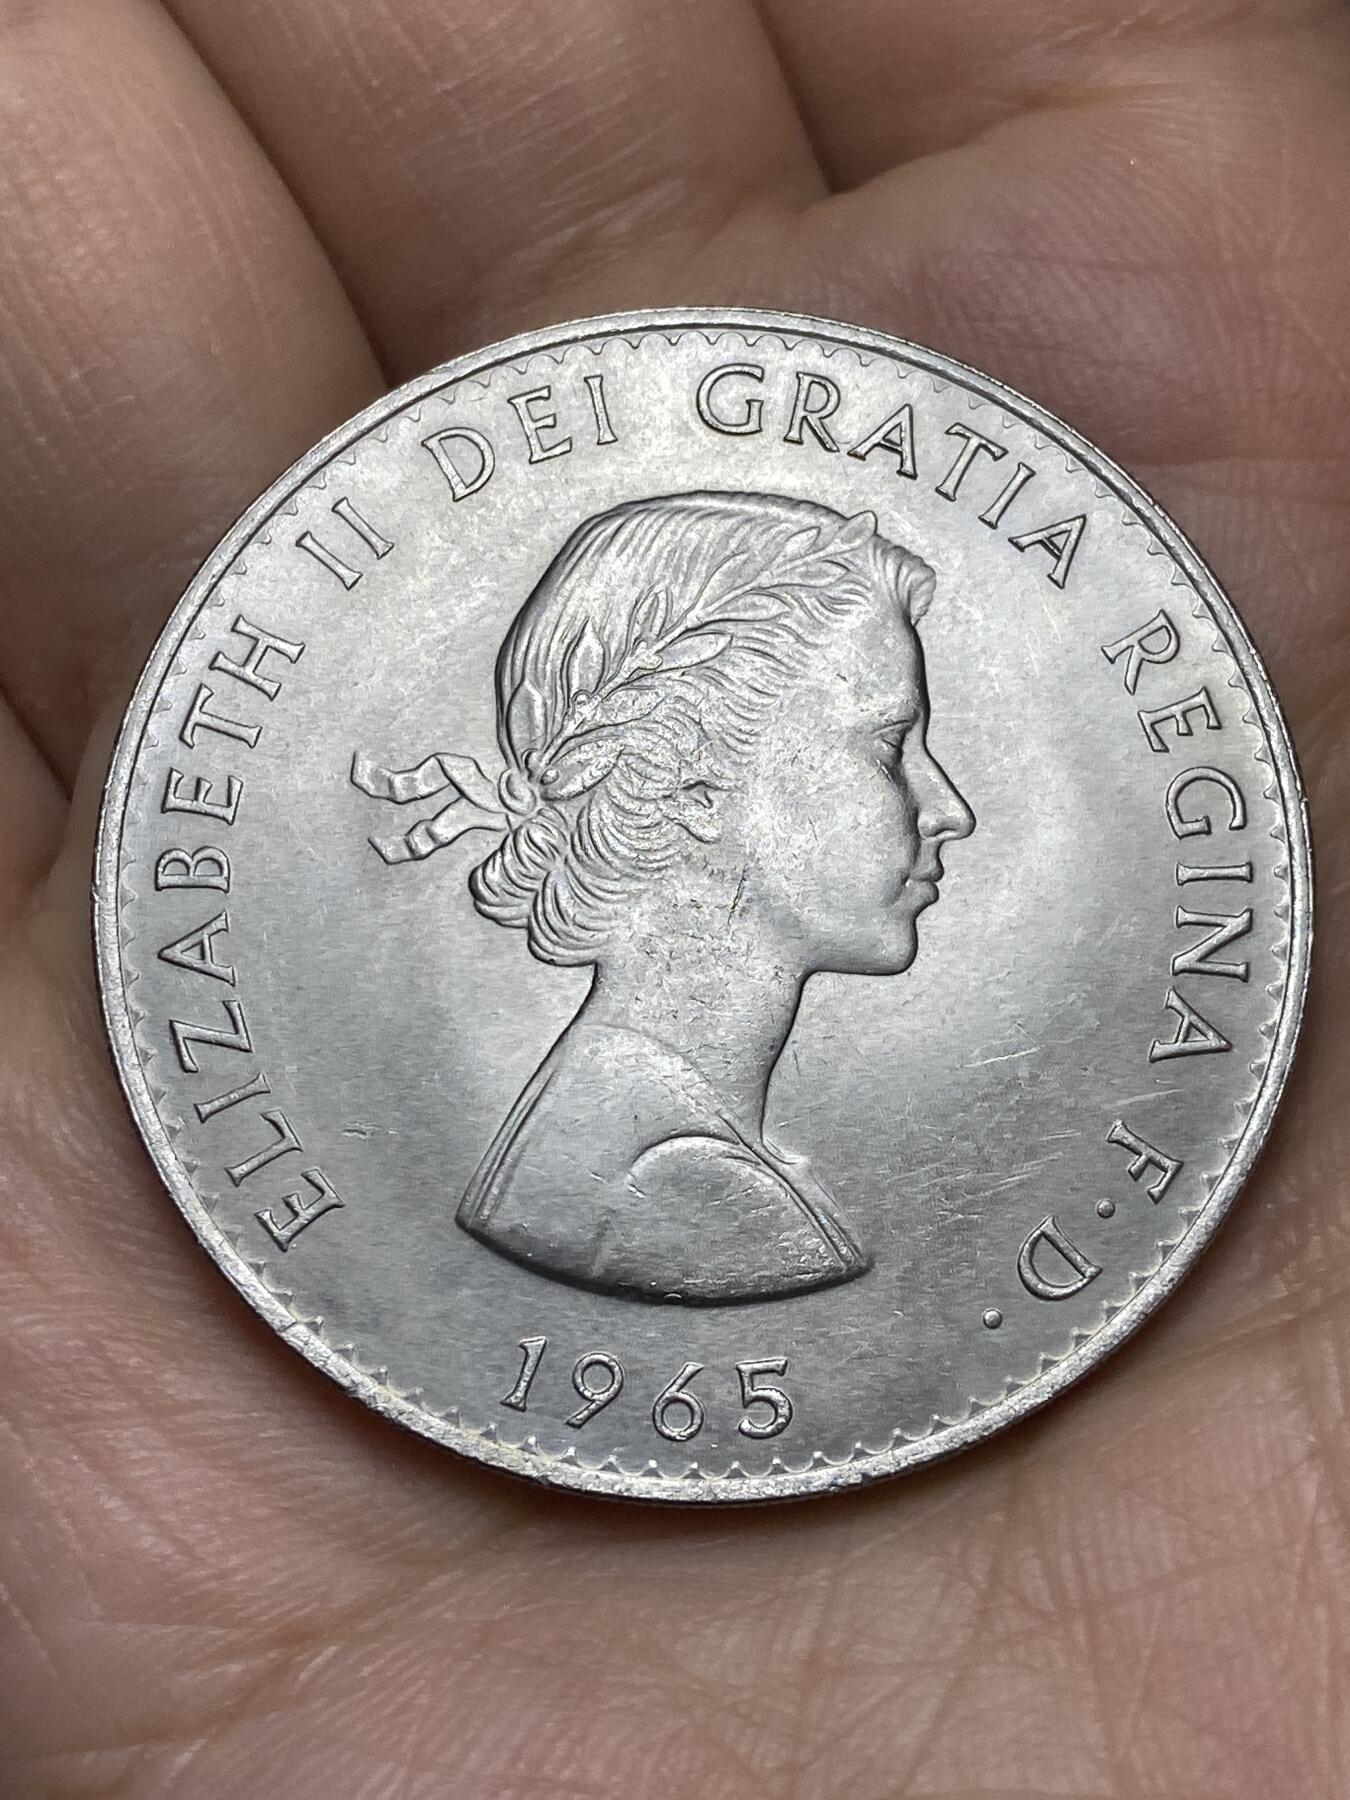 ELIZABETH II DEI GRATIA REGINA F·D·
1965